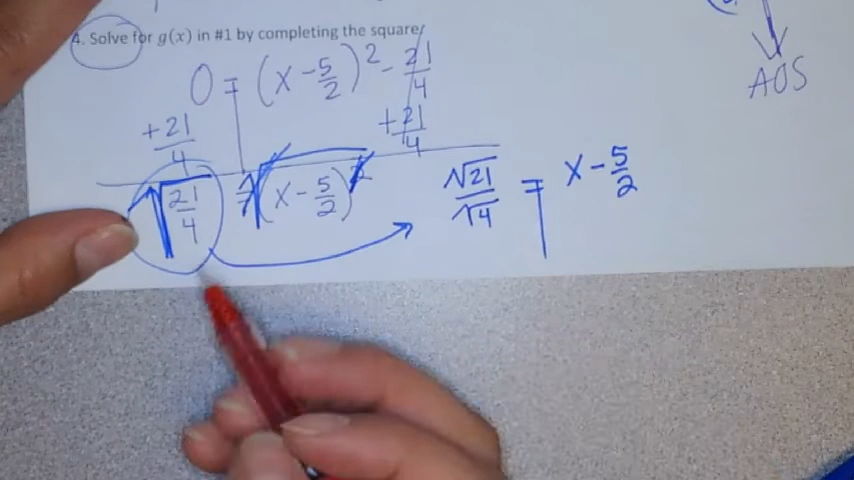 4. Solve for g(x) in #1 by completing the square
0 = (x - 5/2)² - 21/4
+ 21/4 + 21/4
√21/4 = √(x - 5/2)²
√21/√4 = x - 5/2
AOS